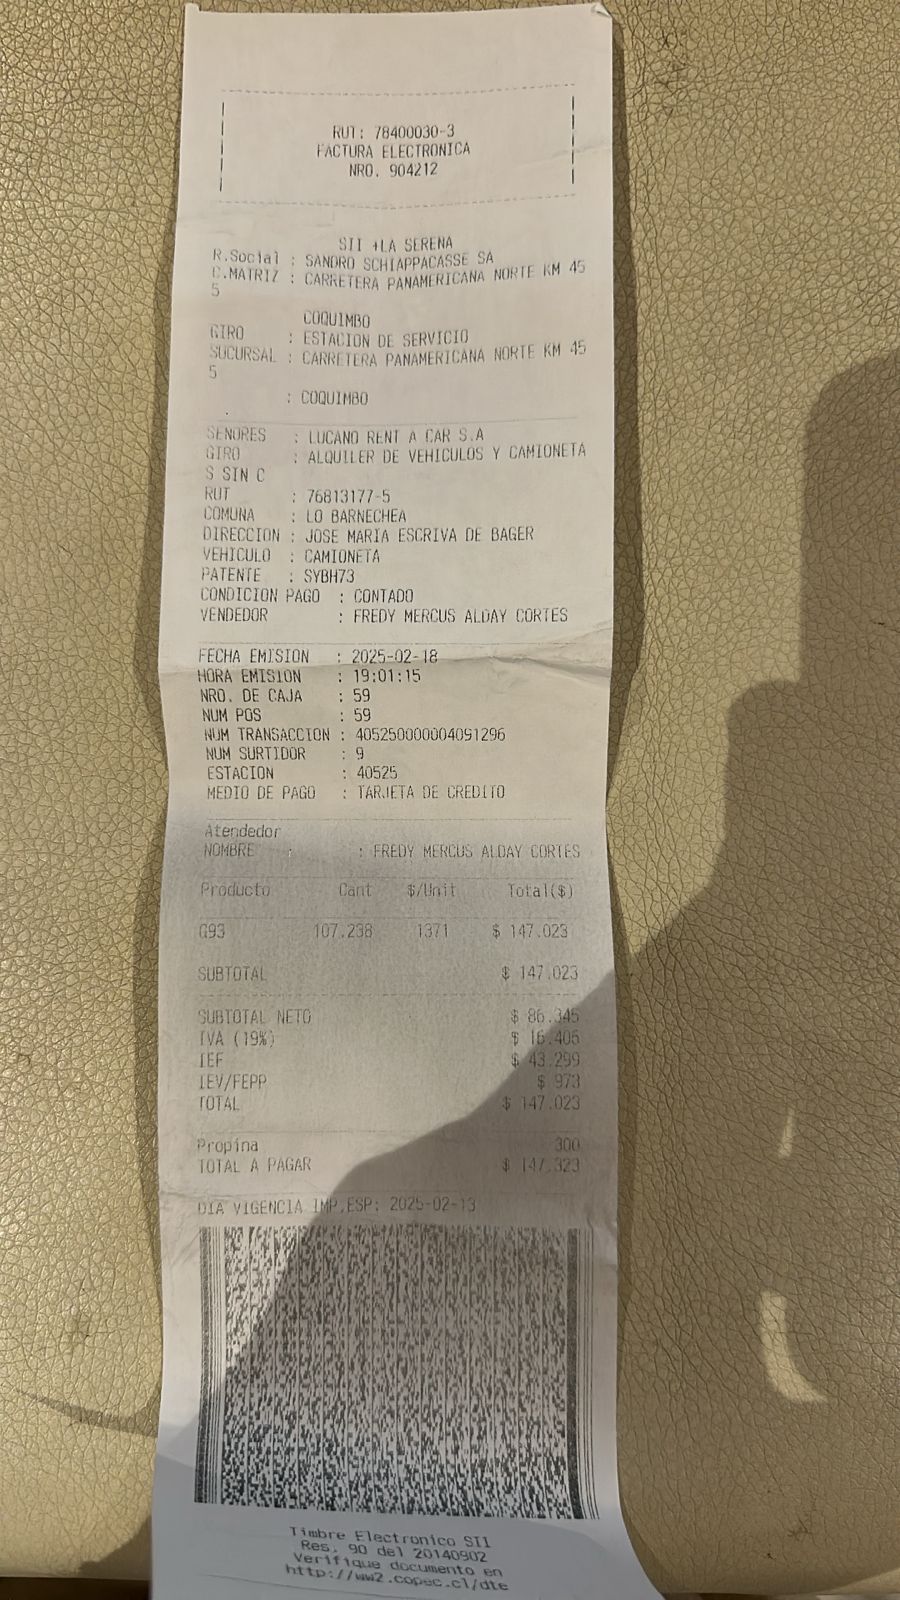 RUT: 78400030-3
FACTURA ELECTRONICA
NRO. 904212
SII +LA SERENA
R.Social : SANDRO SCHIAPPACASSE SA
C.MATRIZ : CARRETERA PANAMERICANA NORTE KM 45
5
COQUIMBO
GIRO : ESTACION DE SERVICIO
SUCURSAL : CARRETERA PANAMERICANA NORTE KM 45
5
: COQUIMBO
SENORES : LUCANO RENT A CAR S.A
GIRO : ALQUILER DE VEHICULOS Y CAMIONETA
S SIN C
RUT : 76813177-5
COMUNA : LO BARNECHEA
DIRECCION : JOSE MARIA ESCRIVA DE BAGER
VEHICULO : CAMIONETA
PATENTE : SYBH73
CONDICION PAGO : CONTADO
VENDEDOR : FREDY MERCUS ALDAY CORTES
FECHA EMISION : 2025-02-18
HORA EMISION : 19:01:15
NRO. DE CAJA : 59
NUM POS : 59
NUM TRANSACCION : 405250000004091296
NUM SURTIDOR : 9
ESTACION : 40525
MEDIO DE PAGO : TARJETA DE CREDITO
Atendedor
NOMBRE : : FREDY MERCUS ALDAY CORTES
Producto Cant $/Unit Total($)
G93 107.238 1371 $ 147.023
SUBTOTAL $ 147.023
SUBTOTAL NETO $ 86.345
IVA (19%) $ 16.406
IEF $ 43.299
IEV/FEPP $ 973
TOTAL $ 147.023
Propina 300
TOTAL A PAGAR $ 147.323
DIA VIGENCIA IMP.ESP: 2025-02-13
Timbre Electronico SII
Res. 90 del 20140902
Verifique documento en
http://ww2.copec.cl/dte